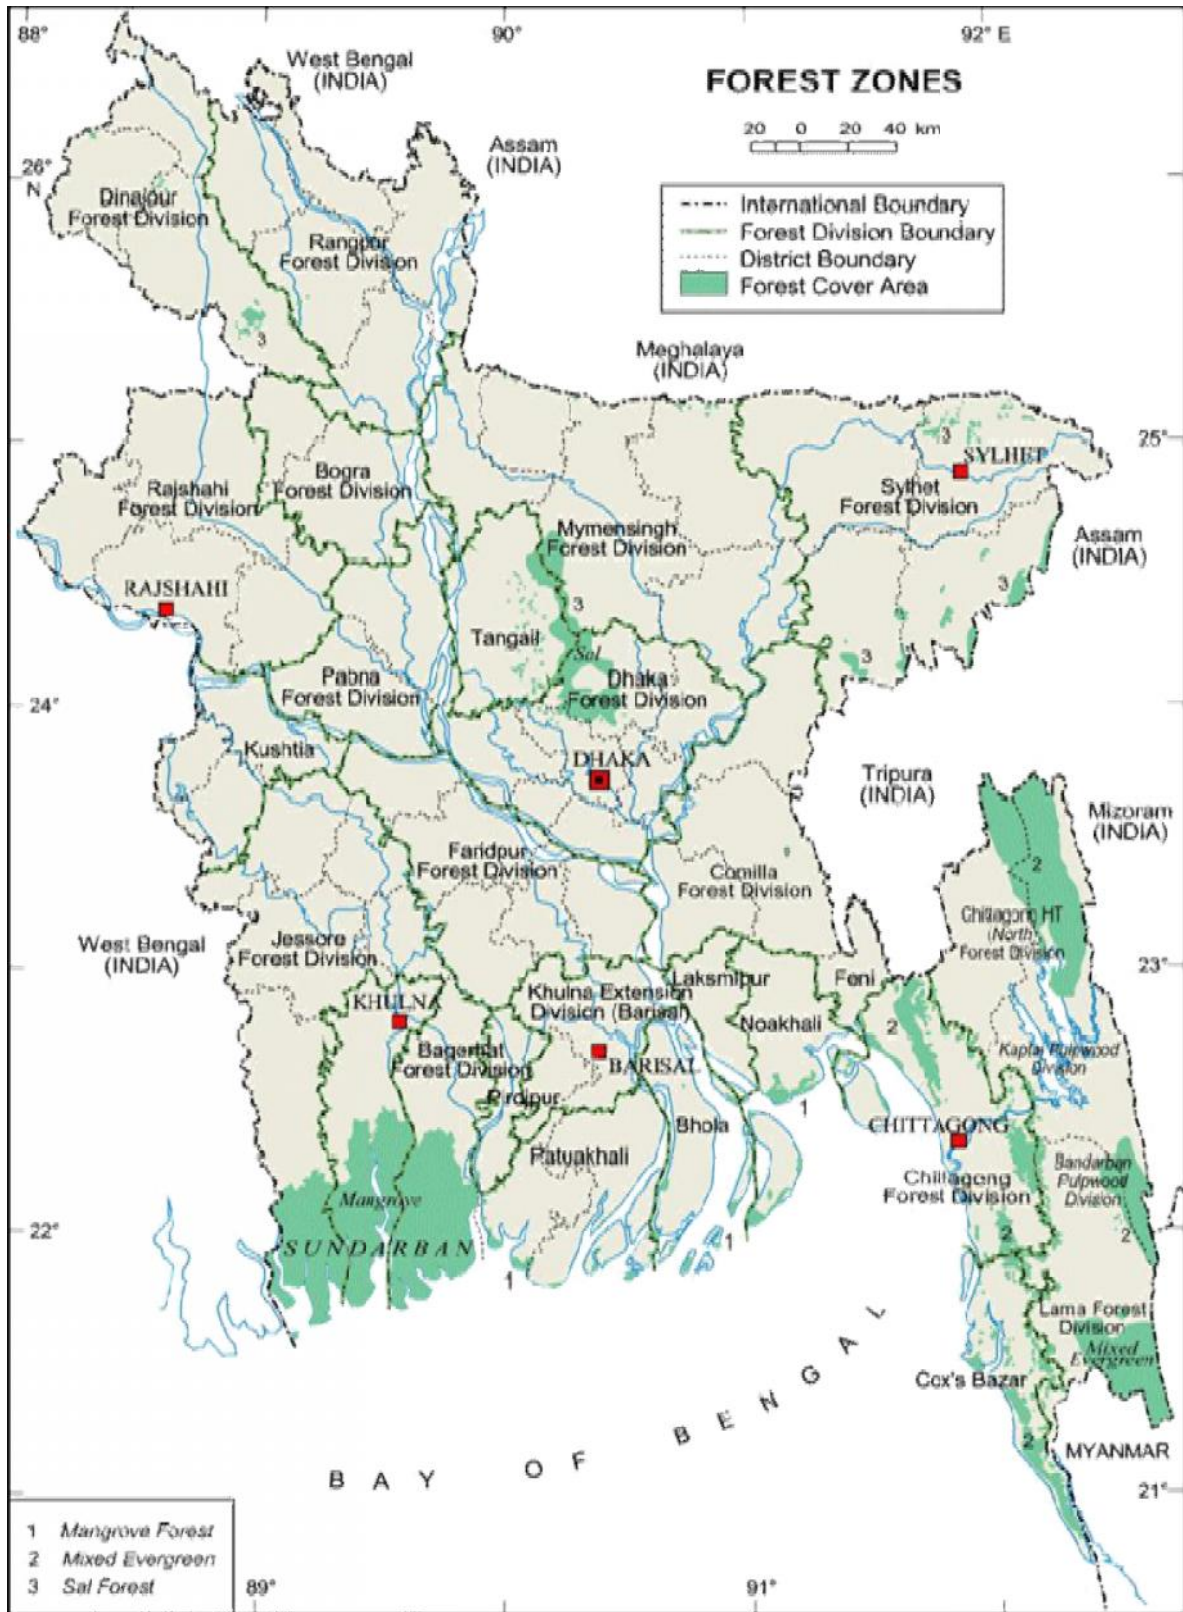 88°
90°
92° E
West Bengal
(INDIA)
FOREST ZONES
20 0 20 40 km
Assam
(INDIA)
26°
N
Dinajpur
Forest Division
International Boundary
Forest Division Boundary
District Boundary
Forest Cover Area
Rangpur
Forest Division
3
Meghalaya
(INDIA)
25°
3
SYLHET
Bogra
Forest Division
Rajshahi
Forest Division
Sylhet
Forest Division
Mymensingh
Forest Division
Assam
(INDIA)
RAJSHAHI
3
3
Tangail
Sal
3
Pabna
Forest Division
Dhaka
Forest Division
24°
Kushtia
DHAKA
Tripura
(INDIA)
Mizoram
(INDIA)
Faridpur
Forest Division
Comilla
Forest Division
2
Chittagong HT
(North)
Forest Division
West Bengal
(INDIA)
Jessore
Forest Division
23°
Laksmipur
Feni
KHULNA
Khulna Extension
Division (Barisal)
Noakhali
2
Bagerhat
Forest Division
BARISAL
Kaptai Pulpwood
Division
Pirojpur
1
Bhola
CHITTAGONG
Patuakhali
Bandarban
Pulpwood
Division
Chittagong
Forest Division
Mangrove
22°
SUNDARBAN
1
1
2
2
Lama Forest
Division
Mixed
Evergreen
Cox's Bazar
2
MYANMAR
BAY OF BENGAL
21°
1 Mangrove Forest
2 Mixed Evergreen
3 Sal Forest
89°
91°